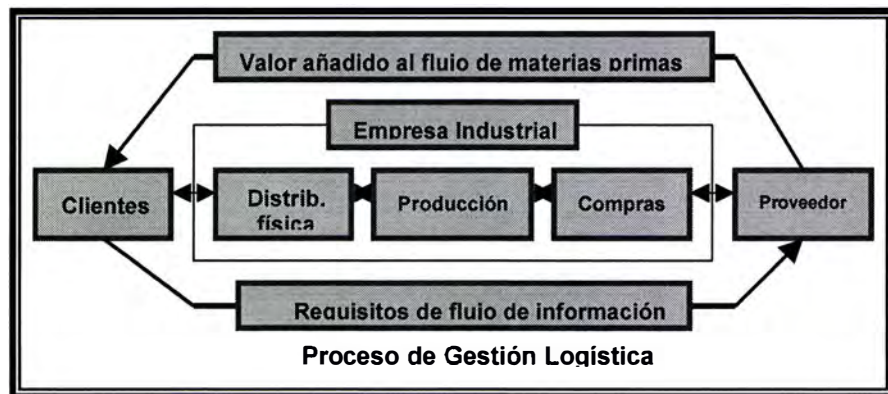 Valor añadido al flujo de materias primas
Empresa Industrial
Clientes
Distrib.
física
Producción
Compras
Proveedor
Requisitos de flujo de información
Proceso de Gestión Logística